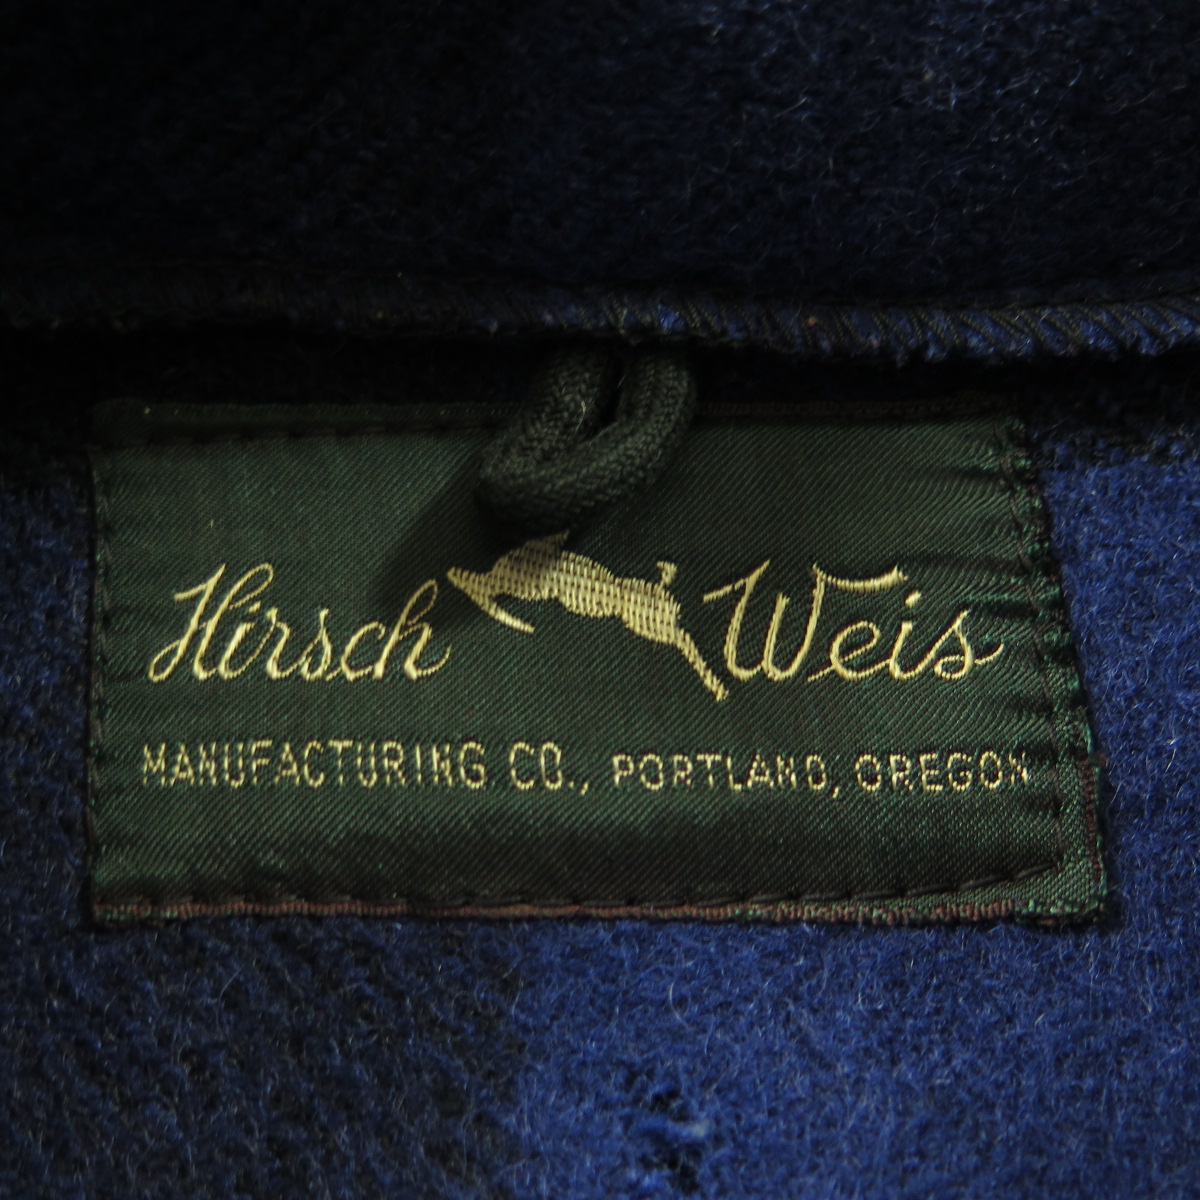 Hirsch Weis
MANUFACTURING CO., PORTLAND, OREGON